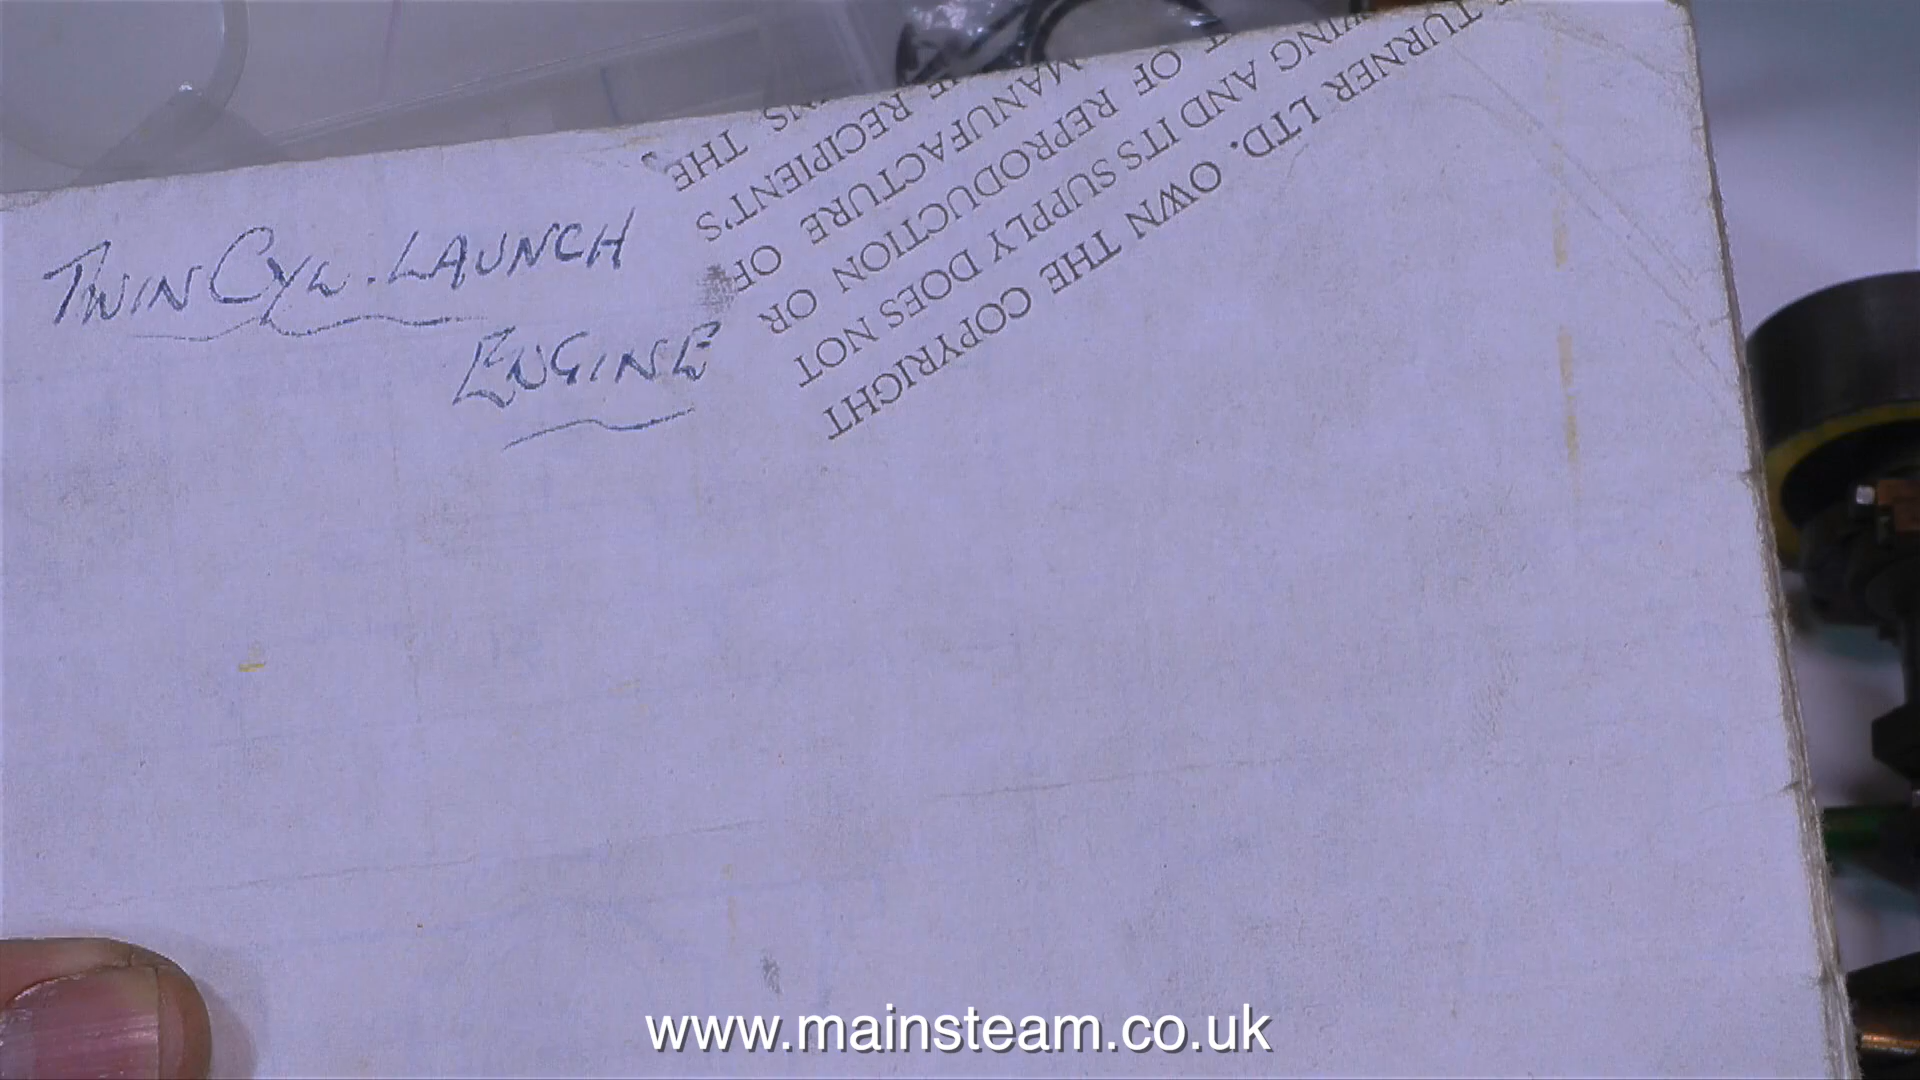 TWIN CYL. LAUNCH
ENGINE
TURNER LTD. OWN THE COPYRIGHT
AND ITS SUPPLY DOES NOT
OF REPRODUCTION OR
MANUFACTURE OF
RECIPIENT'S
THE
www.mainsteam.co.uk